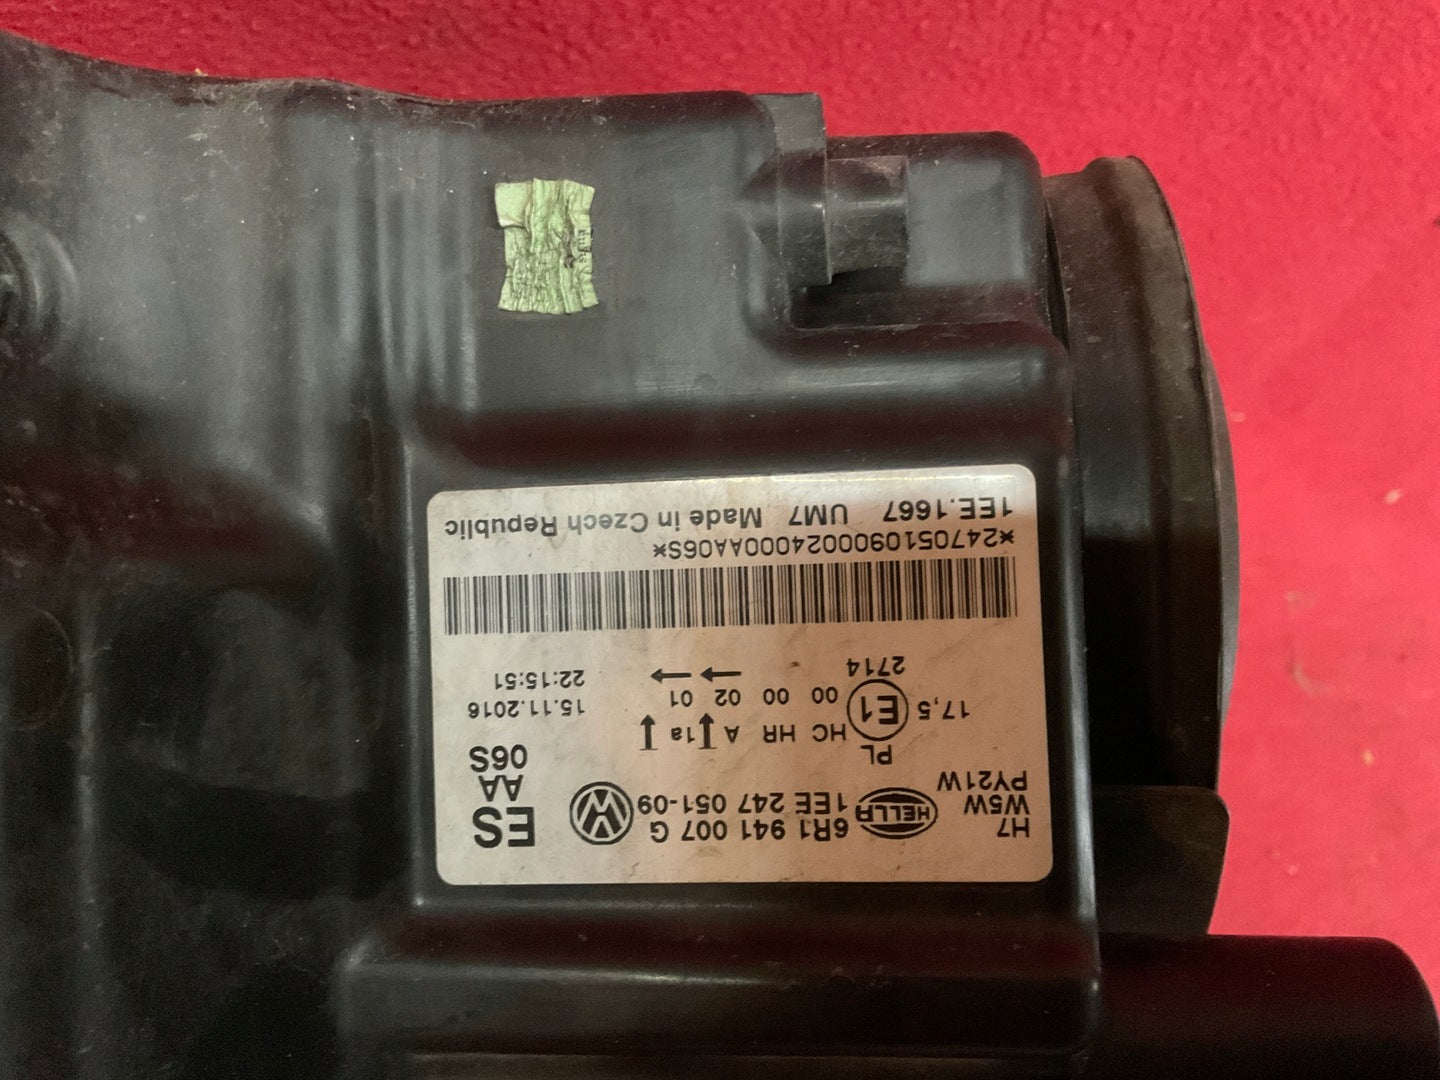 H7
W5W
PY21W
HELLA
6R1 941 007 G
1EE 247 051-09
VW
ES
AA
06S
PL
HC HR A 1a
17,5 E1 00 00 02 01
2714
15.11.2016
22:15:51
*2470510900024000AA06S*
1EE.1667 UM7 Made in Czech Republic